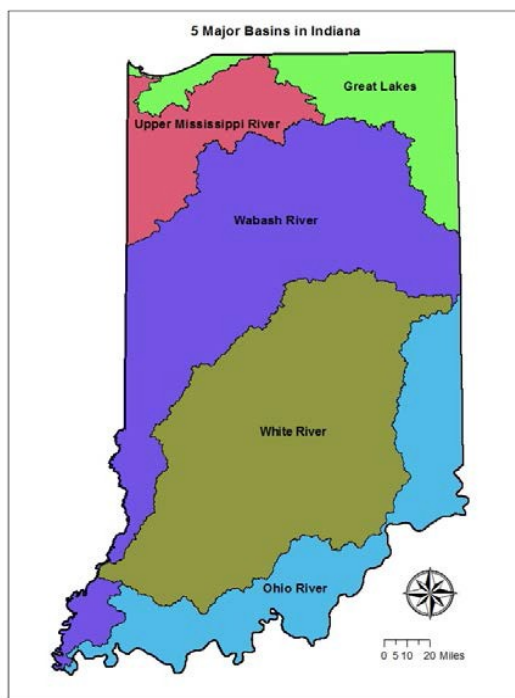 5 Major Basins in Indiana
Great Lakes
Upper Mississippi River
Wabash River
White River
Ohio River
0 5 10 20 Miles